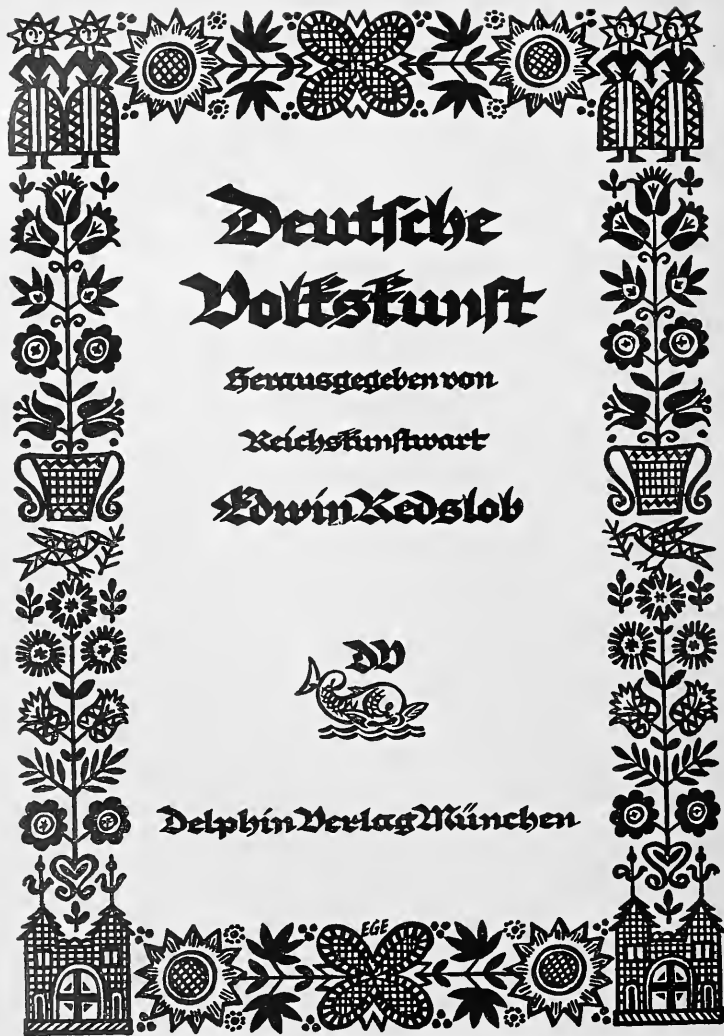 Deutsche
Volkskunst
Herausgegeben von
Reichskunstwart
Edwin Redslob
DV
Delphin Verlag München
EGE